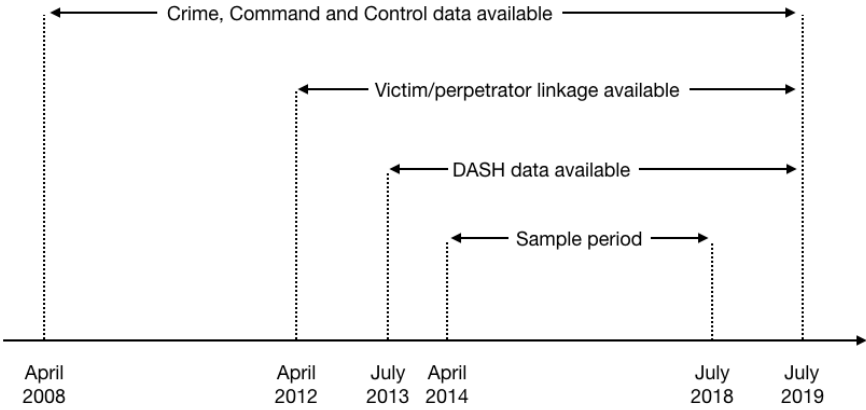 Crime, Command and Control data available
Victim/perpetrator linkage available
DASH data available
Sample period
April
2008
April
2012
July
2013
April
2014
July
2018
July
2019